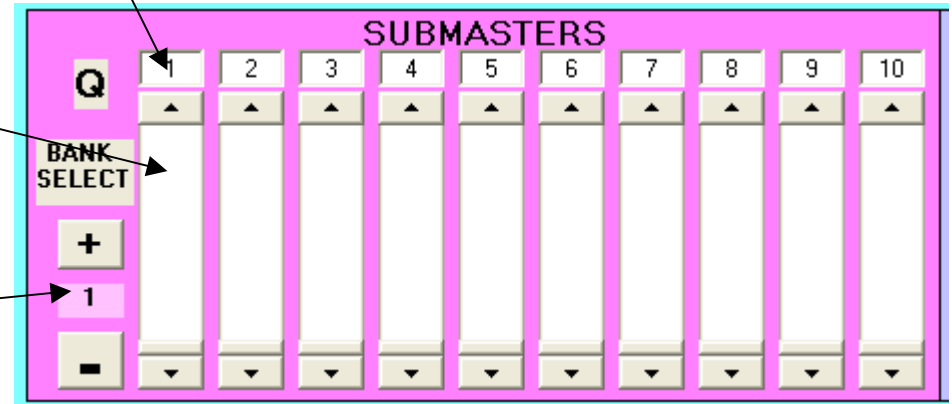 SUBMASTERS
Q 1 2 3 4 5 6 7 8 9 10
BANK
SELECT
+
1
-